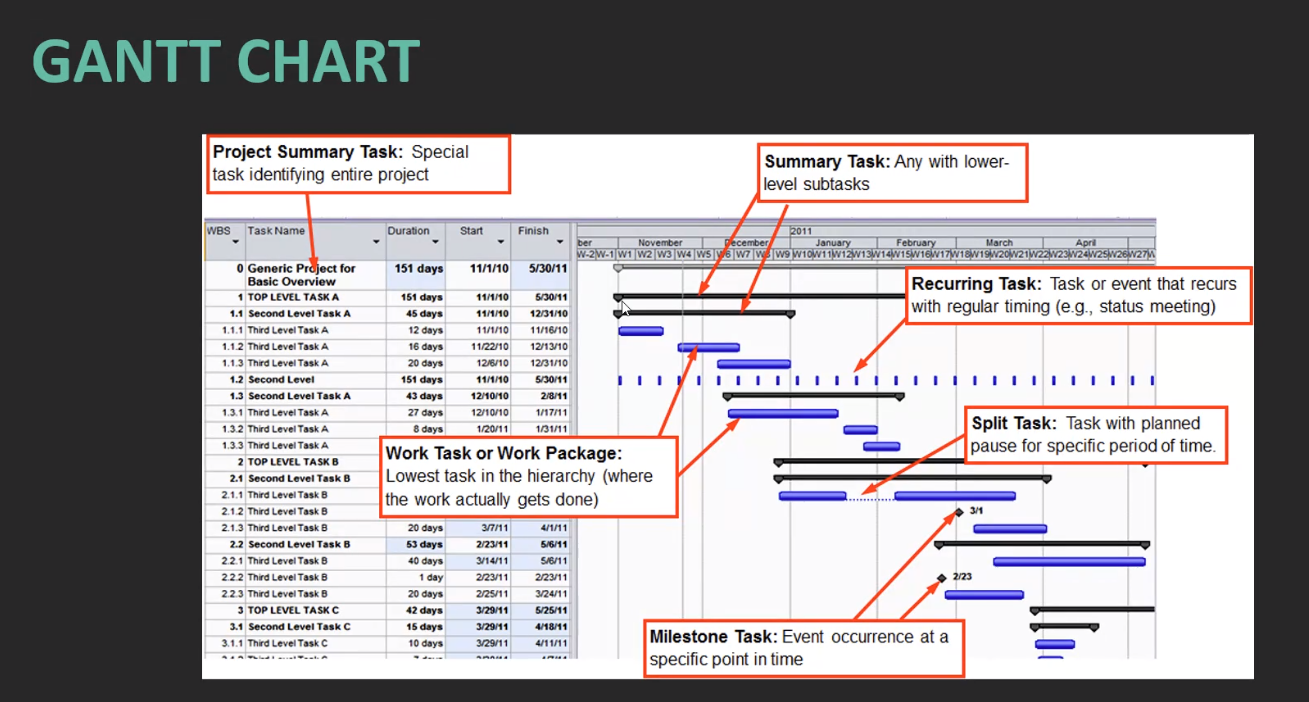 GANTT CHART
Project Summary Task: Special
task identifying entire project
Summary Task: Any with lower-
level subtasks
WBS Task Name Duration Start Finish
2011
ber November December January February March April
W-2 W-1 W1 W2 W3 W4 W5 W6 W7 W8 W9 W10 W11 W12 W13 W14 W15 W16 W17 W18 W19 W20 W21 W22 W23 W24 W25 W26 W27
0 Generic Project for 151 days 11/1/10 5/30/11
Basic Overview
Recurring Task: Task or event that recurs
with regular timing (e.g., status meeting)
1 TOP LEVEL TASK A 151 days 11/1/10 5/30/11
1.1 Second Level Task A 45 days 11/1/10 12/31/10
1.1.1 Third Level Task A 12 days 11/1/10 11/16/10
1.1.2 Third Level Task A 16 days 11/22/10 12/13/10
1.1.3 Third Level Task A 20 days 12/6/10 12/31/10
1.2 Second Level 151 days 11/1/10 5/30/11
1.3 Second Level Task A 43 days 12/10/10 2/8/11
1.3.1 Third Level Task A 27 days 12/10/10 1/17/11
1.3.2 Third Level Task A 8 days 1/20/11 1/31/11
1.3.3 Third Level Task A
Split Task: Task with planned
pause for specific period of time.
Work Task or Work Package:
Lowest task in the hierarchy (where
the work actually gets done)
2 TOP LEVEL TASK B
2.1 Second Level Task B
2.1.1 Third Level Task B
2.1.2 Third Level Task B 3/1
2.1.3 Third Level Task B 20 days 3/7/11 4/1/11
2.2 Second Level Task B 53 days 2/23/11 5/6/11
2.2.1 Third Level Task B 40 days 3/14/11 5/6/11
2.2.2 Third Level Task B 1 day 2/23/11 2/23/11 2/23
2.2.3 Third Level Task B 20 days 2/25/11 3/24/11
3 TOP LEVEL TASK C 42 days 3/29/11 5/25/11
3.1 Second Level Task C 15 days 3/29/11 4/18/11
3.1.1 Third Level Task C 10 days 3/29/11 4/11/11
Milestone Task: Event occurrence at a
specific point in time